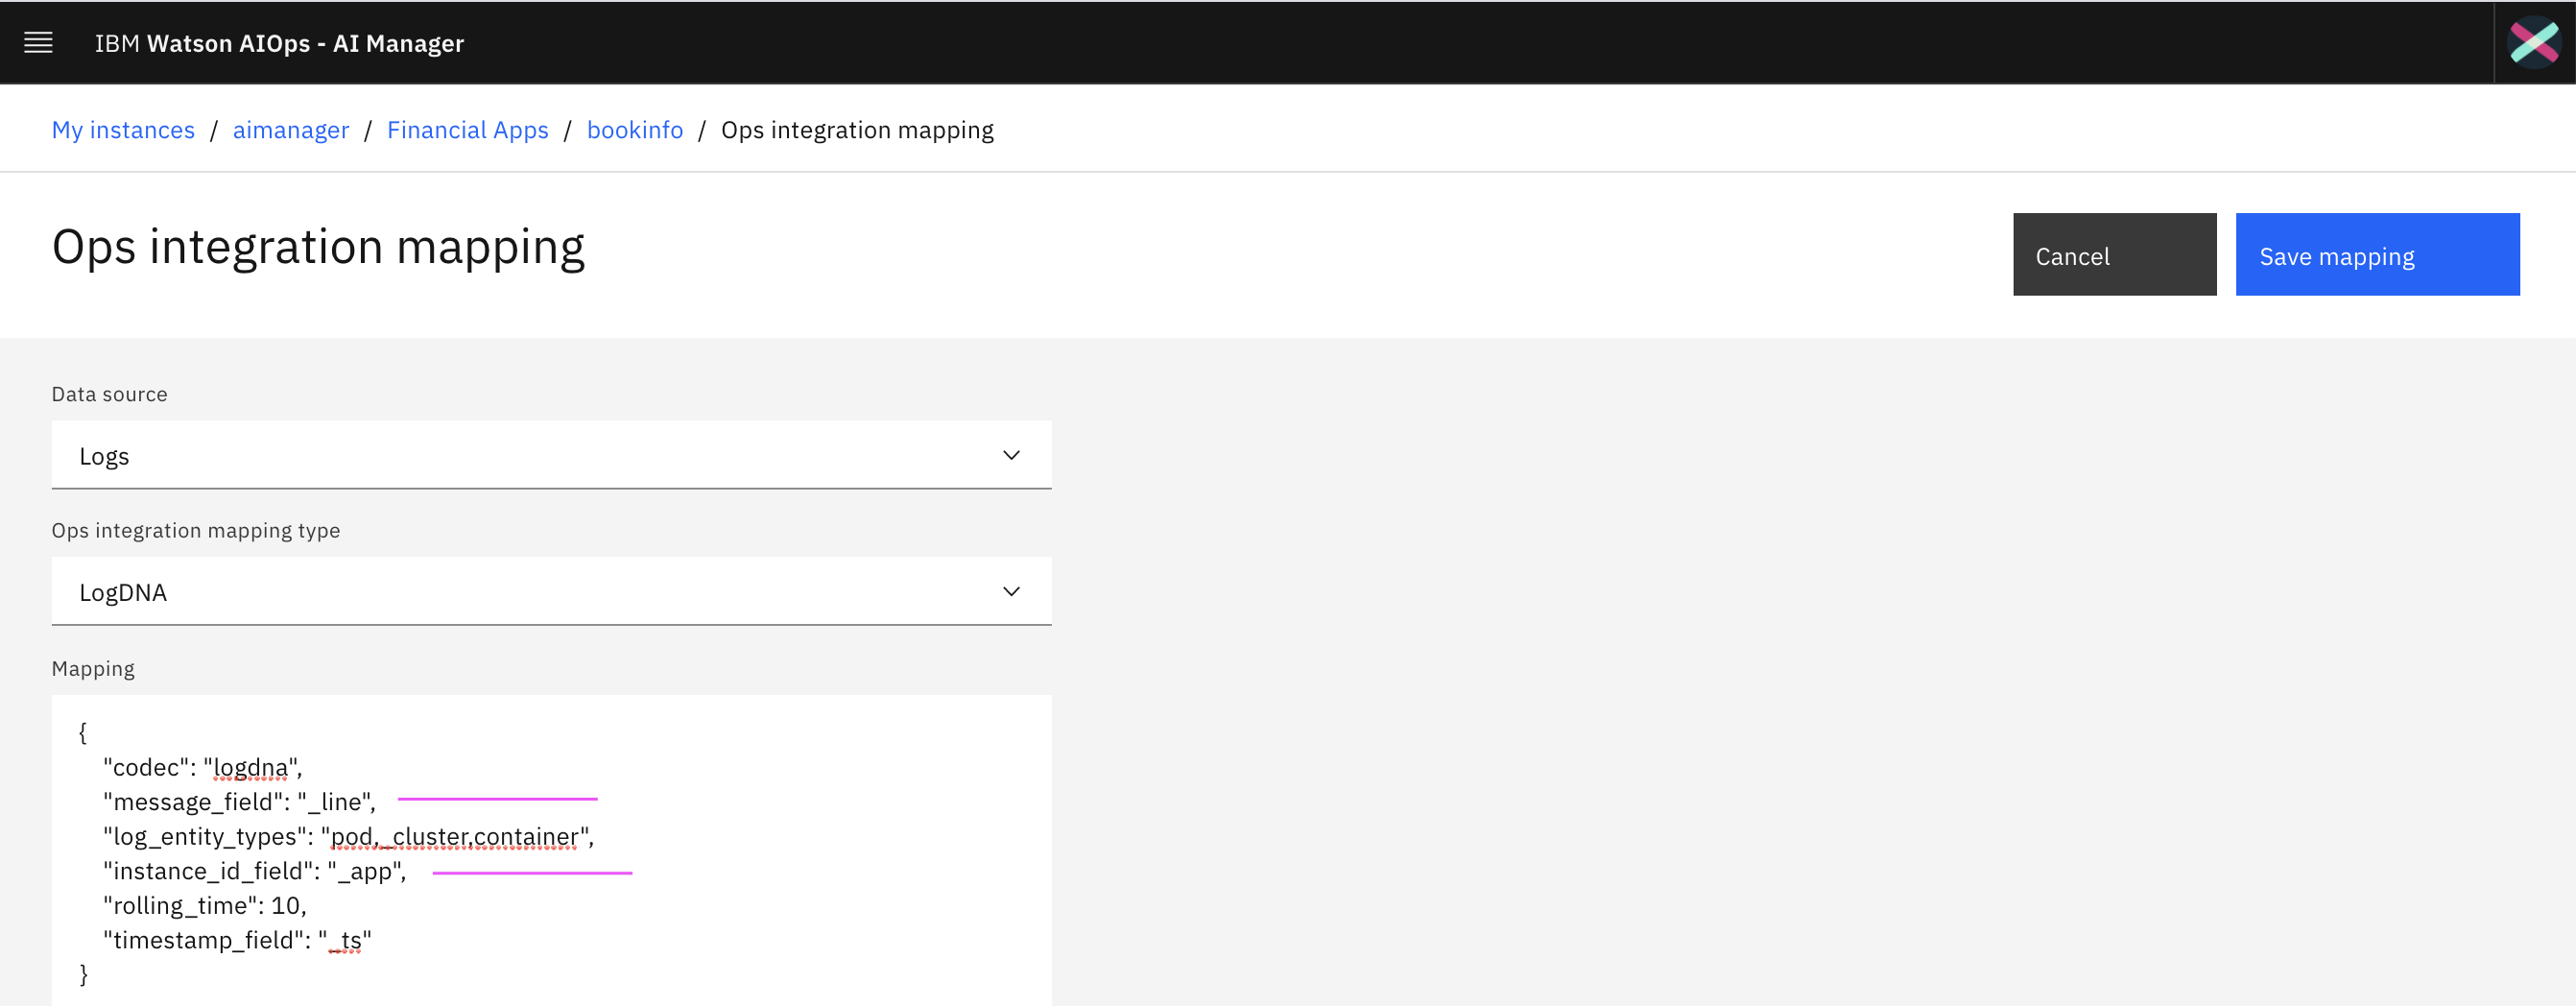 IBM Watson AIOps - AI Manager
My instances / aimanager / Financial Apps / bookinfo / Ops integration mapping
Ops integration mapping
Cancel
Save mapping
Data source
Logs
Ops integration mapping type
LogDNA
Mapping
{
"codec": "logdna",
"message_field": "_line",
"log_entity_types": "pod,_cluster,container",
"instance_id_field": "_app",
"rolling_time": 10,
"timestamp_field": "_ts"
}